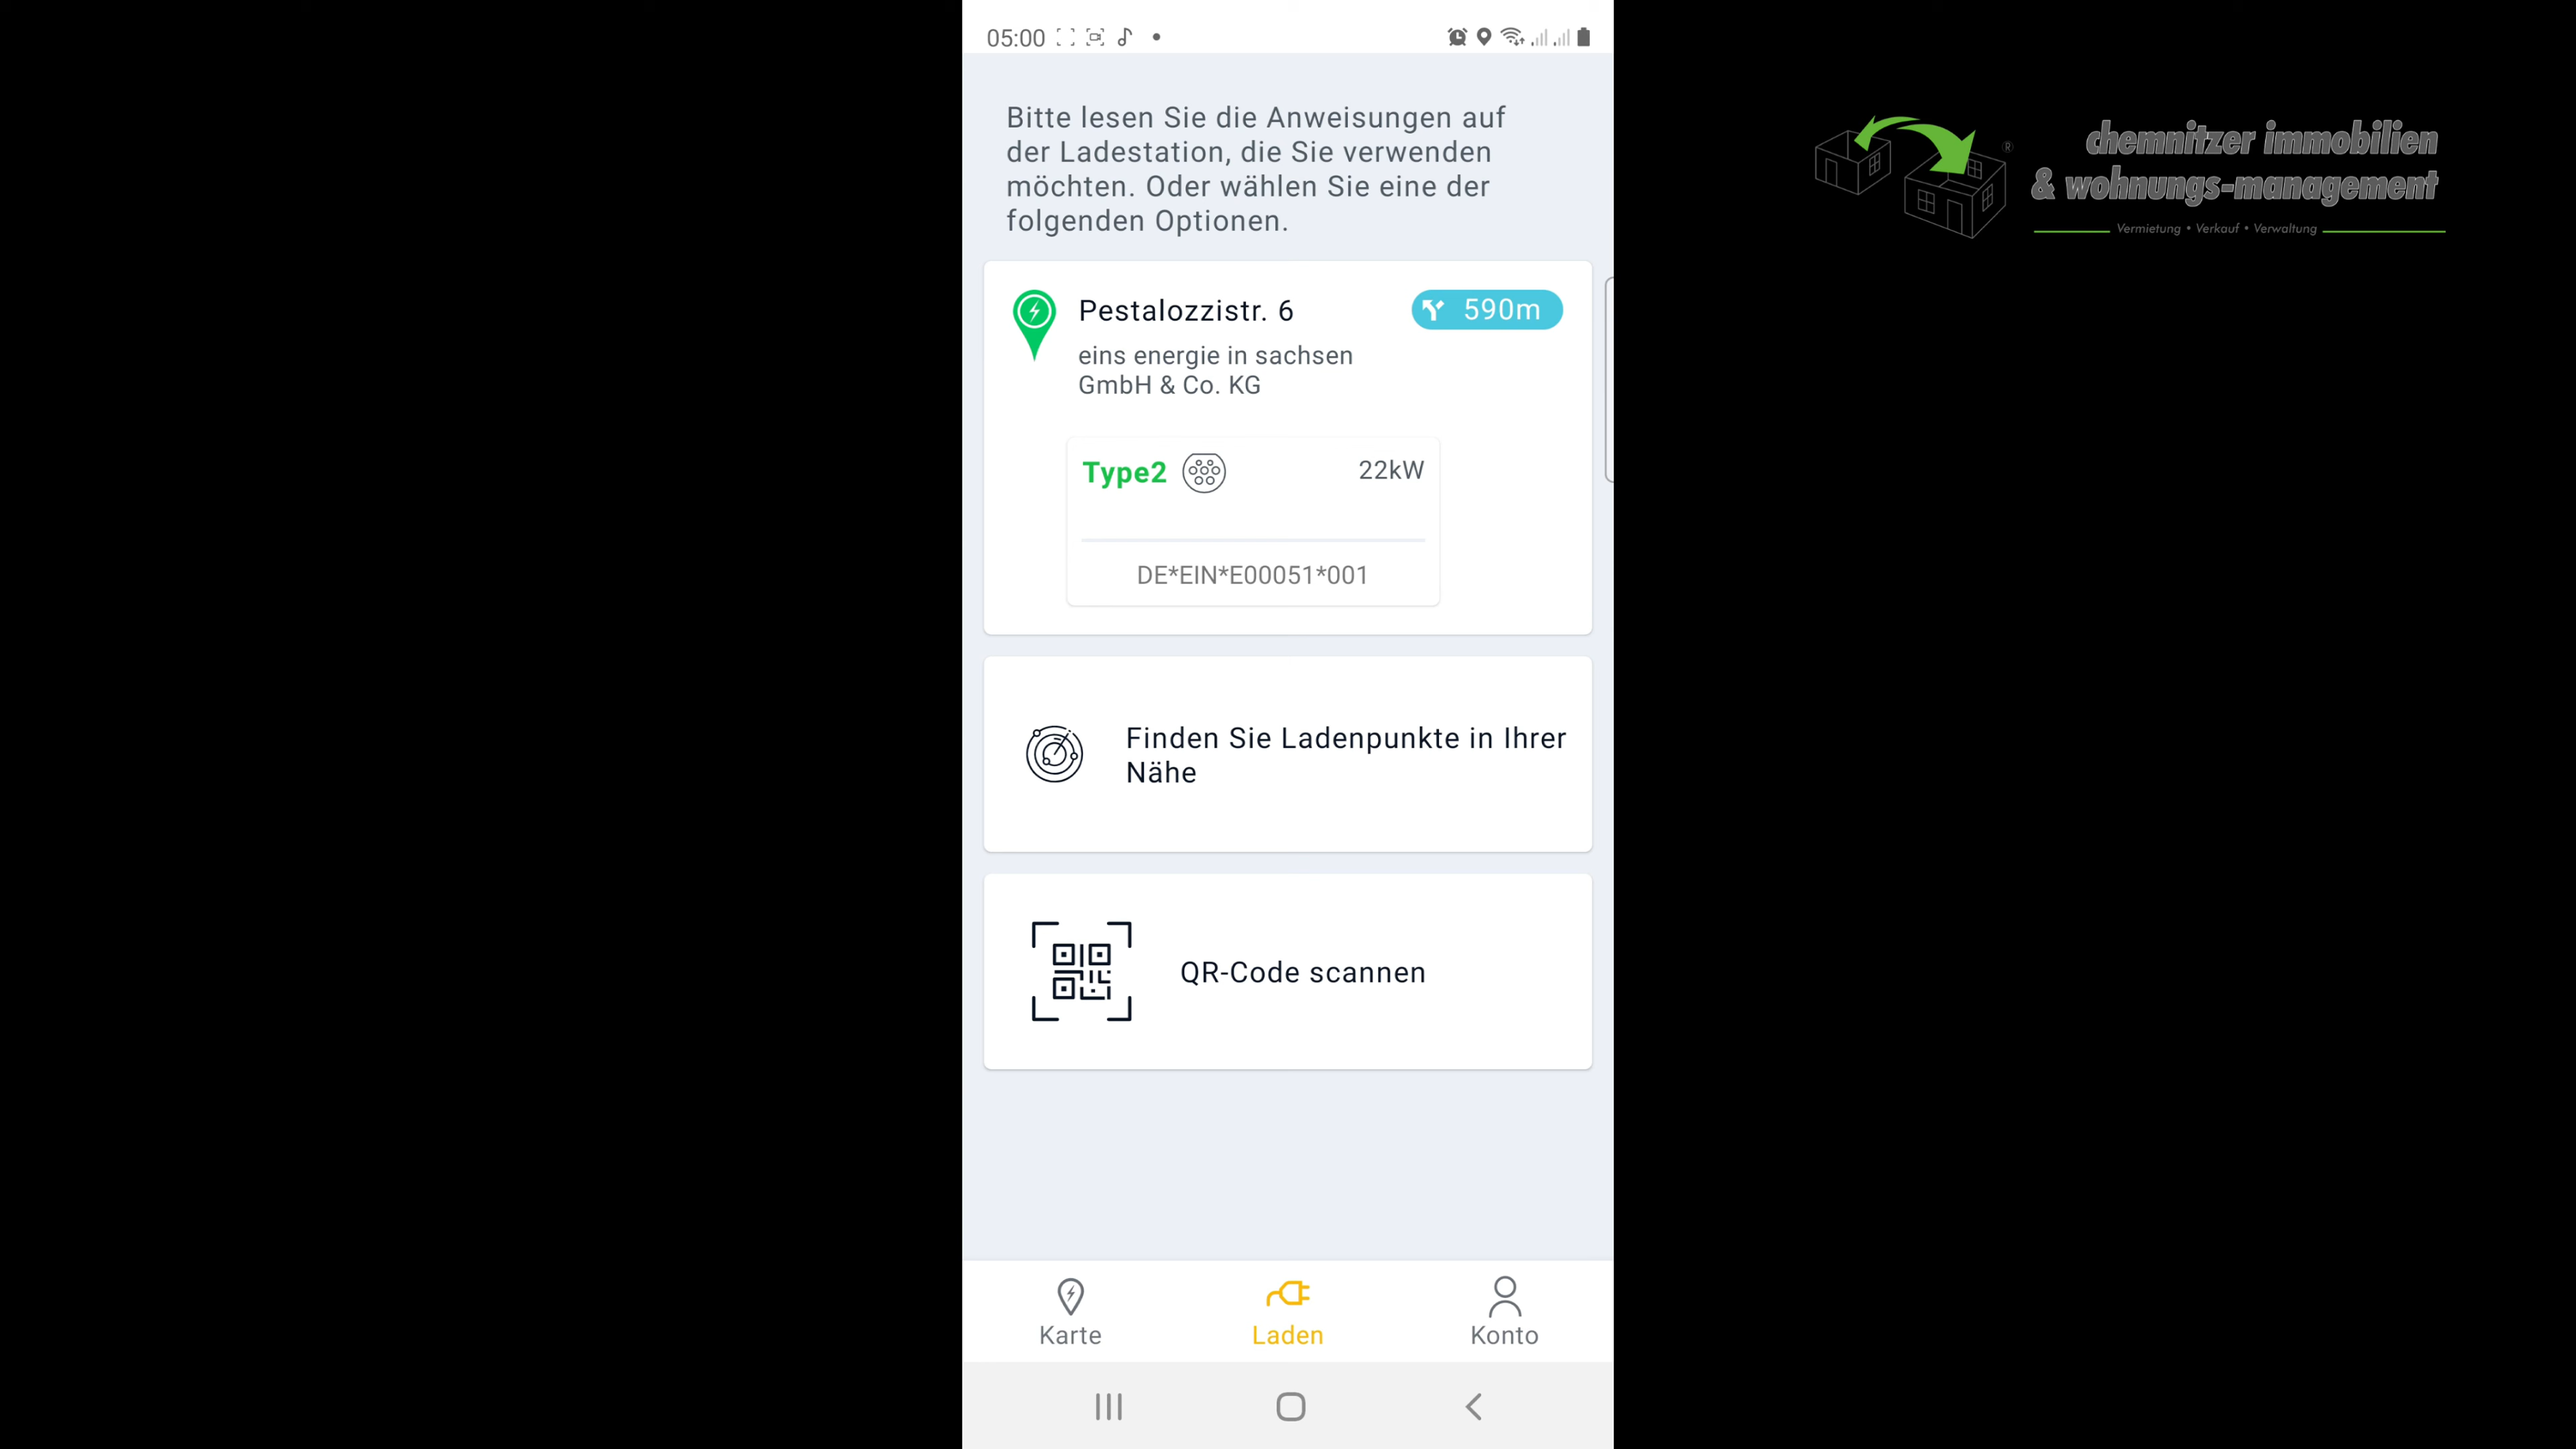 05:00
Bitte lesen Sie die Anweisungen auf
der Ladestation, die Sie verwenden
möchten. Oder wählen Sie eine der
folgenden Optionen.
Pestalozzistr. 6
590m
eins energie in sachsen
GmbH & Co. KG
Type2
22kW
DE*EIN*E00051*001
Finden Sie Ladenpunkte in Ihrer
Nähe
QR-Code scannen
Karte
Laden
Konto
®
chemnitzer immobilien
& wohnungs-management
Vermietung • Verkauf • Verwaltung